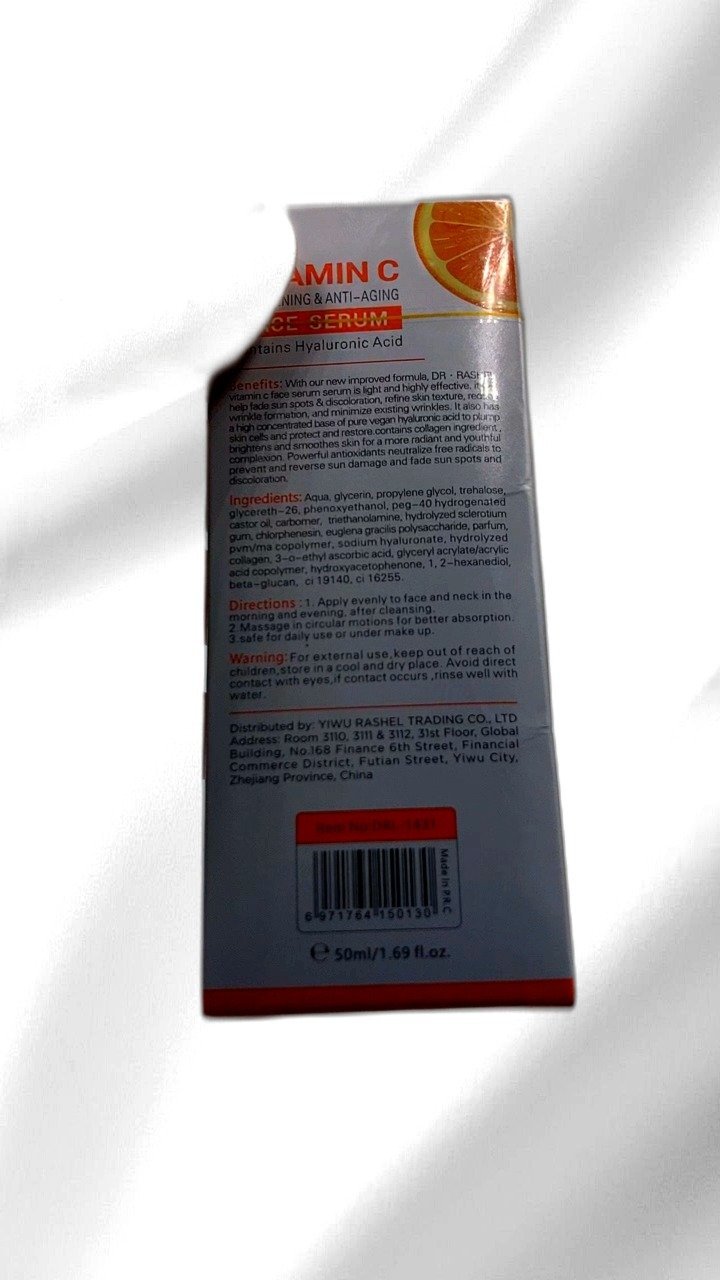 AMIN C
NING & ANTI-AGING
CE SERUM
tains Hyaluronic Acid
Benefits: With our new improved formula, DR · RASHEL
vitamin c face serum serum is light and highly effective.
help fade sun spots & discoloration, refine skin texture, reduce
wrinkle formation, and minimize existing wrinkles. It also has
a high concentrated base of pure vegan hyaluronic acid to plump
skin cells and protect and restore.contains collagen ingredient,
brightens and smoothes skin for a more radiant and youthful
complexion. Powerful antioxidants neutralize free radicals to
prevent and reverse sun damage and fade sun spots and
discoloration.
Ingredients: Aqua, glycerin, propylene glycol, trehalose,
glycereth-26, phenoxyethanol, peg-40 hydrogenated
castor oil, carbomer, triethanolamine, hydrolyzed sclerotium
gum, chlorphenesin, euglena gracilis polysaccharide, parfum,
pvm/ma copolymer, sodium hyaluronate, hydrolyzed
collagen, 3-o-ethyl ascorbic acid, glyceryl acrylate/acrylic
acid copolymer, hydroxyacetophenone, 1, 2-hexanediol,
beta-glucan, ci 19140, ci 16255.
Directions : 1. Apply evenly to face and neck in the
morning and evening, after cleansing.
2.Massage in circular motions for better absorption.
3.safe for daily use or under make up.
Warning: For external use,keep out of reach of
children,store in a cool and dry place. Avoid direct
contact with eyes,if contact occurs ,rinse well with
water.
Distributed by: YIWU RASHEL TRADING CO., LTD
Address: Room 3110, 3111 & 3112, 31st Floor, Global
Building, No.168 Finance 6th Street, Financial
Commerce District, Futian Street, Yiwu City,
Zhejiang Province, China
Item No:DRL-1431
Made In P.R.C
6 971764 150130
℮ 50ml/1.69 fl.oz.